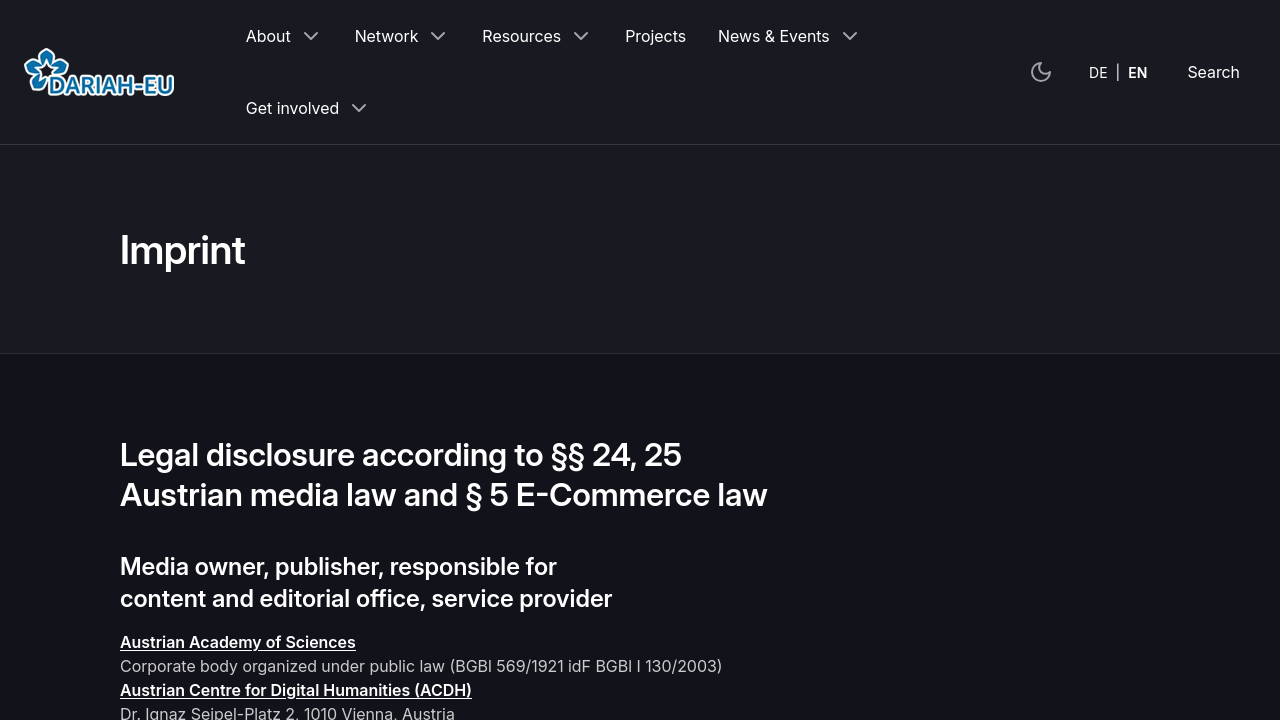 DARIAH-EU
About
Network
Resources
Projects
News & Events
Get involved
DE | EN
Search
Imprint
Legal disclosure according to §§ 24, 25
Austrian media law and § 5 E-Commerce law
Media owner, publisher, responsible for
content and editorial office, service provider
Austrian Academy of Sciences
Corporate body organized under public law (BGBl 569/1921 idF BGBl I 130/2003)
Austrian Centre for Digital Humanities (ACDH)
Dr. Ignaz Seipel-Platz 2, 1010 Vienna, Austria